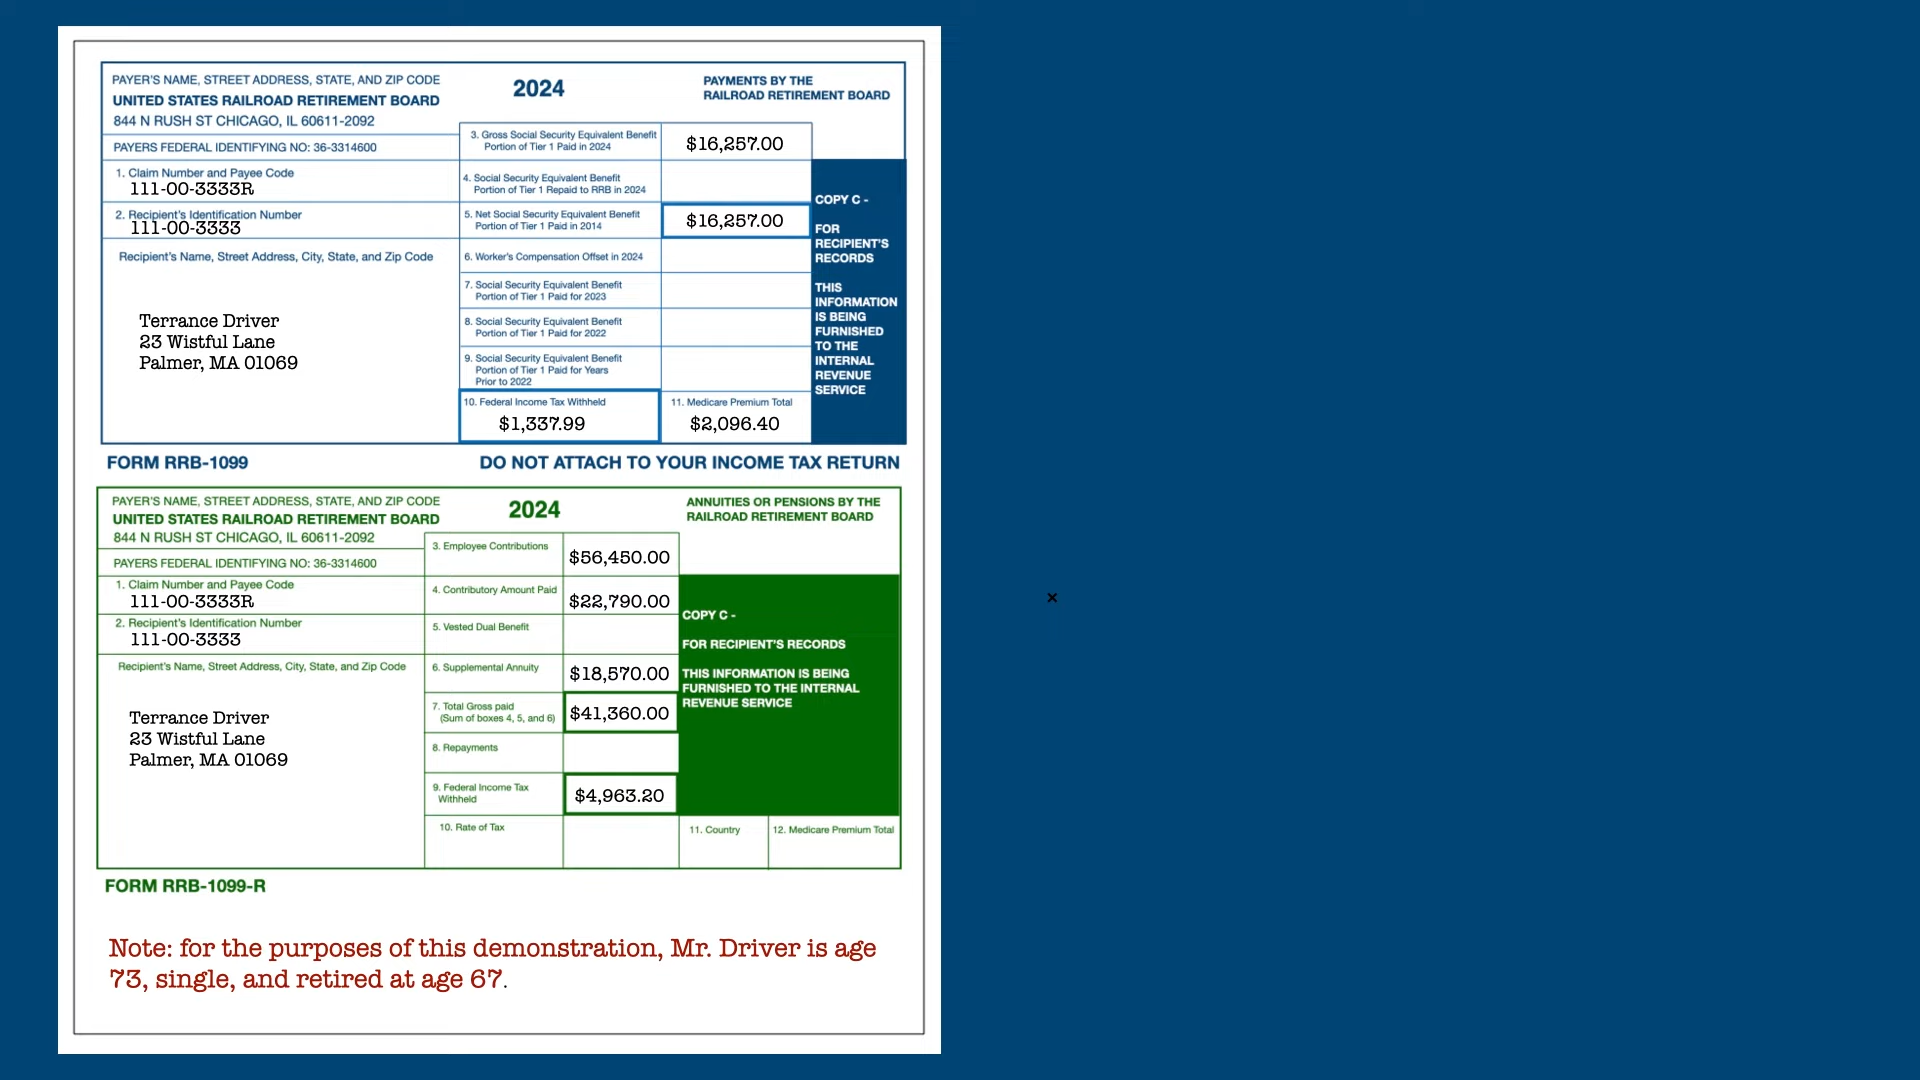 PAYER'S NAME, STREET ADDRESS, STATE, AND ZIP CODE
UNITED STATES RAILROAD RETIREMENT BOARD
844 N RUSH ST CHICAGO, IL 60611-2092
2024
PAYMENTS BY THE
RAILROAD RETIREMENT BOARD
PAYERS FEDERAL IDENTIFYING NO: 36-3314600
1. Claim Number and Payee Code
111-00-3333R
2. Recipient's Identification Number
111-00-3333
Recipient's Name, Street Address, City, State, and Zip Code
Terrance Driver
23 Wistful Lane
Palmer, MA 01069
3. Gross Social Security Equivalent Benefit
Portion of Tier 1 Paid in 2024
$16,257.00
4. Social Security Equivalent Benefit
Portion of Tier 1 Repaid to RRB in 2024
5. Net Social Security Equivalent Benefit
Portion of Tier 1 Paid in 2014
$16,257.00
6. Worker's Compensation Offset in 2024
7. Social Security Equivalent Benefit
Portion of Tier 1 Paid for 2023
8. Social Security Equivalent Benefit
Portion of Tier 1 Paid for 2022
9. Social Security Equivalent Benefit
Portion of Tier 1 Paid for Years
Prior to 2022
10. Federal Income Tax Withheld
$1,337.99
11. Medicare Premium Total
$2,096.40
COPY C -
FOR
RECIPIENT'S
RECORDS
THIS
INFORMATION
IS BEING
FURNISHED
TO THE
INTERNAL
REVENUE
SERVICE
FORM RRB-1099
DO NOT ATTACH TO YOUR INCOME TAX RETURN
PAYER'S NAME, STREET ADDRESS, STATE, AND ZIP CODE
UNITED STATES RAILROAD RETIREMENT BOARD
844 N RUSH ST CHICAGO, IL 60611-2092
2024
ANNUITIES OR PENSIONS BY THE
RAILROAD RETIREMENT BOARD
PAYERS FEDERAL IDENTIFYING NO: 36-3314600
1. Claim Number and Payee Code
111-00-3333R
2. Recipient's Identification Number
111-00-3333
Recipient's Name, Street Address, City, State, and Zip Code
Terrance Driver
23 Wistful Lane
Palmer, MA 01069
3. Employee Contributions
$56,450.00
4. Contributory Amount Paid
$22,790.00
5. Vested Dual Benefit
6. Supplemental Annuity
$18,570.00
7. Total Gross paid
(Sum of boxes 4, 5, and 6)
$41,360.00
8. Repayments
9. Federal Income Tax
Withheld
$4,963.20
10. Rate of Tax
11. Country
12. Medicare Premium Total
COPY C -
FOR RECIPIENT'S RECORDS
THIS INFORMATION IS BEING
FURNISHED TO THE INTERNAL
REVENUE SERVICE
FORM RRB-1099-R
Note: for the purposes of this demonstration, Mr. Driver is age
73, single, and retired at age 67.